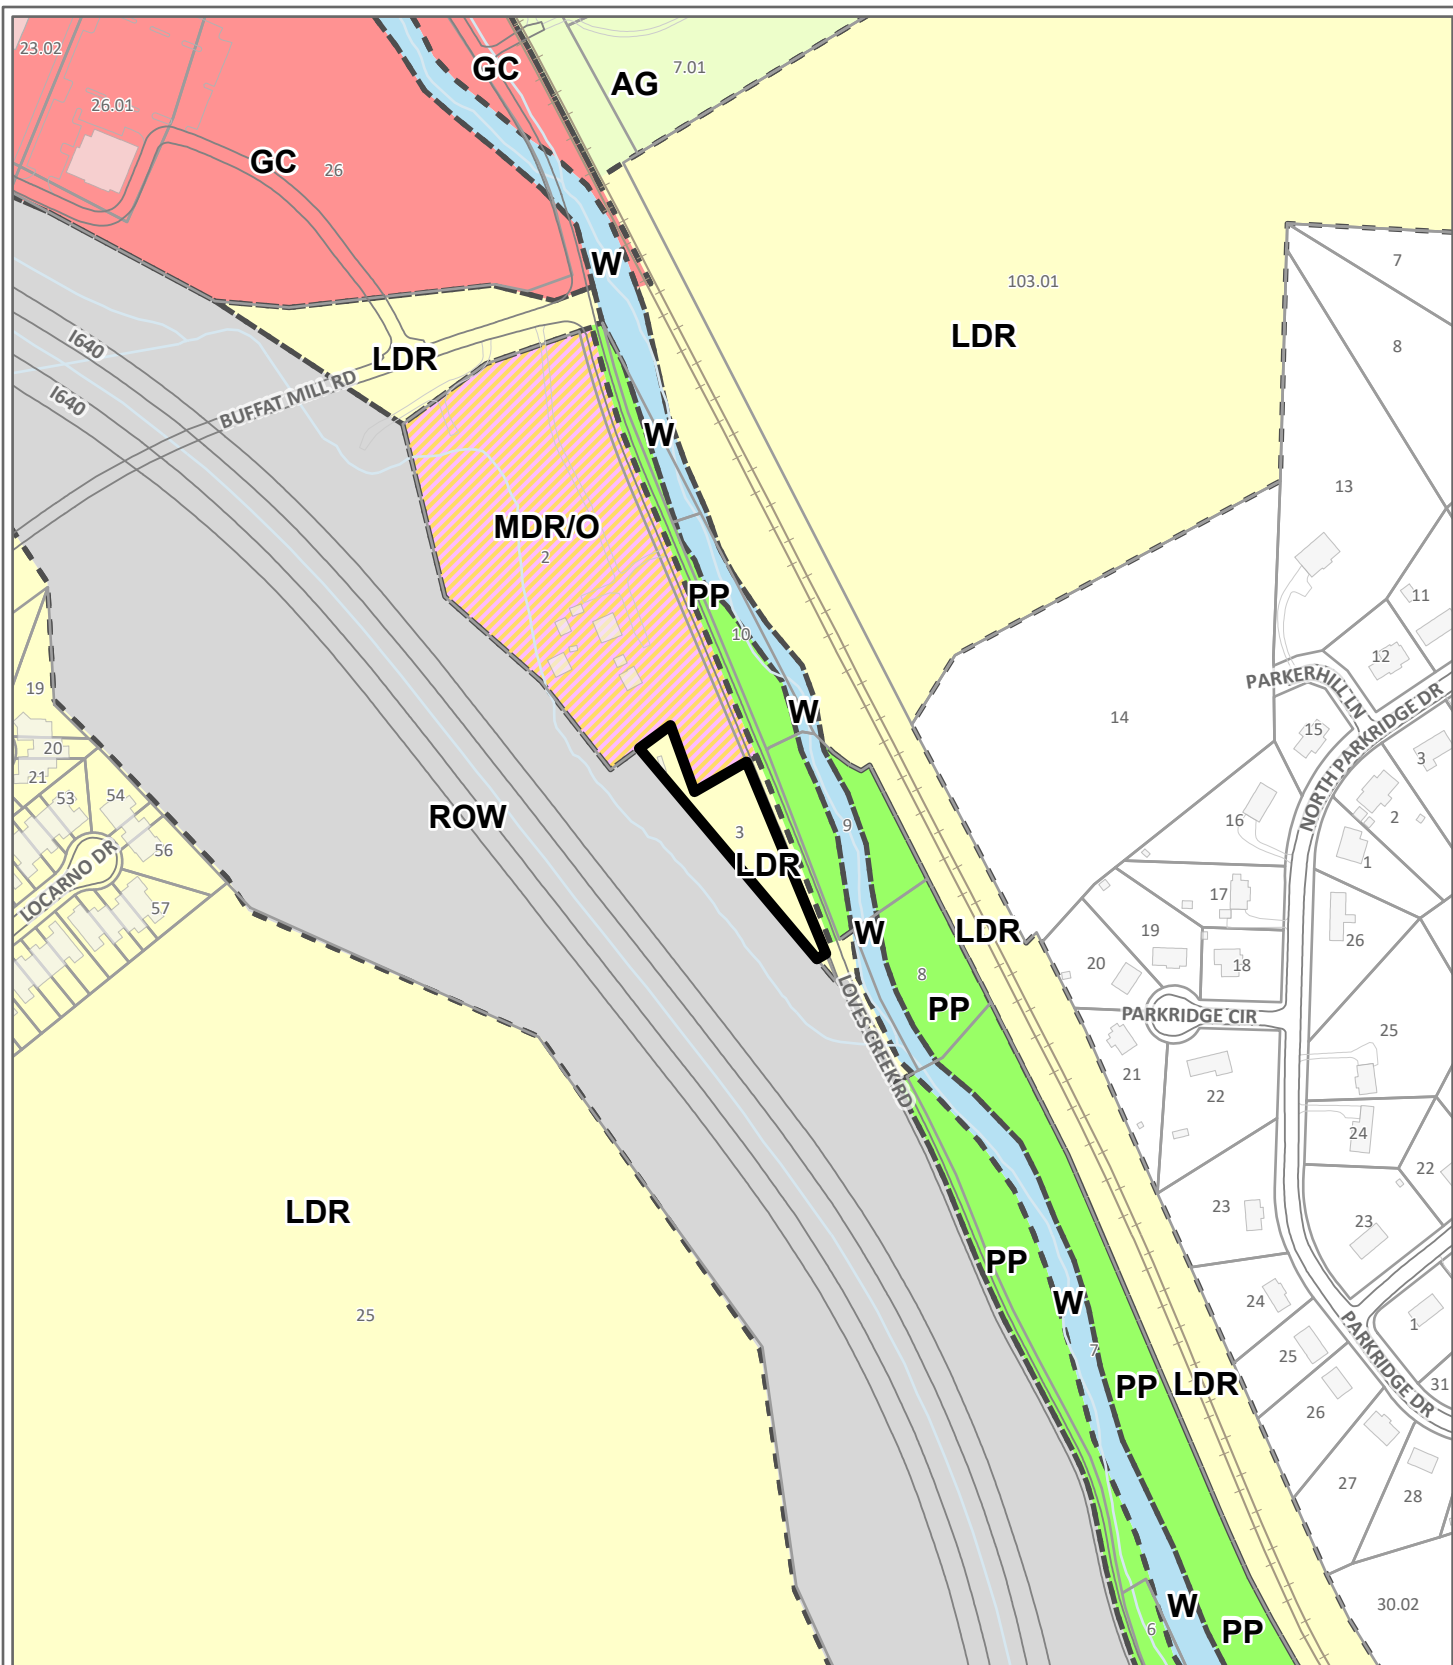 23.02
GC
7.01
AG
26.01
GC
26
W
7
103.01
LDR
8
I640
LDR
I640
BUFFAT MILL RD
W
13
MDR/O
2
PP
11
10
12
PARKERHILL LN
19
W
14
NORTH PARKRIDGE DR
15
20
3
21
53
54
ROW
16
2
9
3
56
LDR
1
LOCARNO DR
17
57
W
LDR
19
26
20
18
8
LOVES CREEK RD
PP
PARKRIDGE CIR
25
21
22
24
22
LDR
23
23
PP
24
W
25
PARKRIDGE DR
1
7
25
PP
LDR
31
26
27
28
W
30.02
6
PP